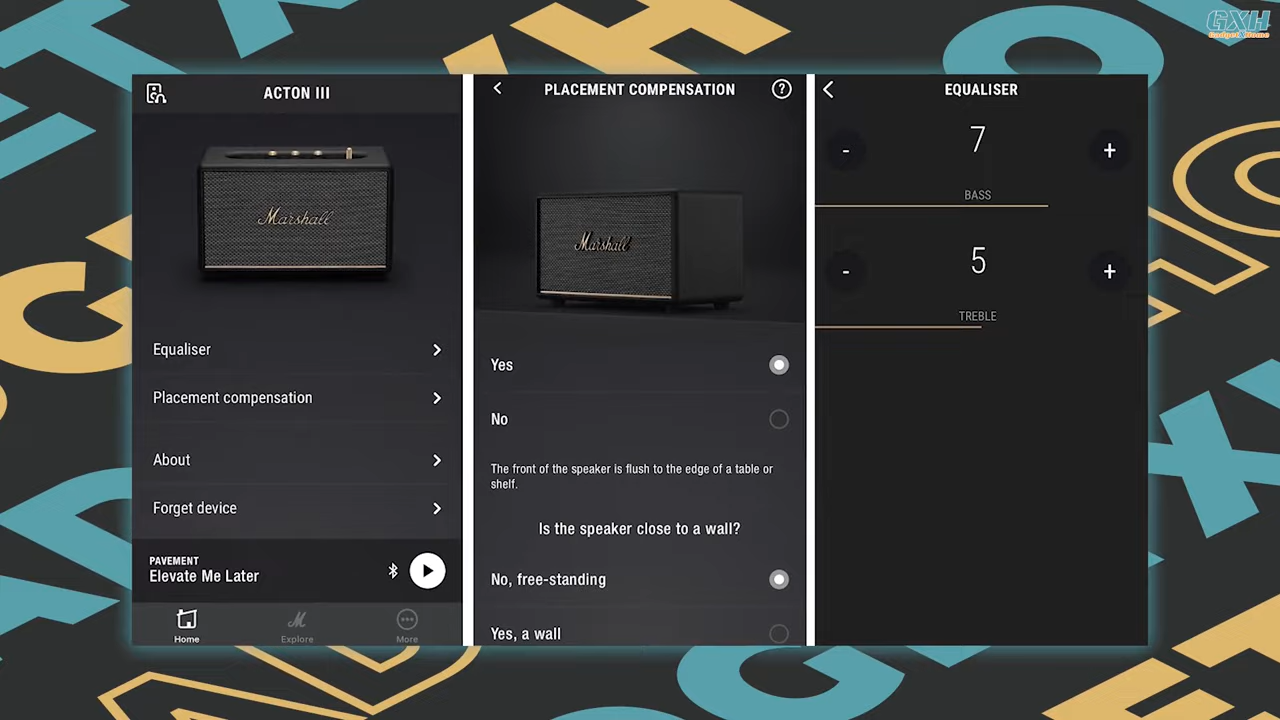 GXH
Gadget X Home
ACTON III
Marshall
Equaliser
Placement compensation
About
Forget device
PAVEMENT
Elevate Me Later
Home
Explore
More
PLACEMENT COMPENSATION
?
Marshall
Yes
No
The front of the speaker is flush to the edge of a table or
shelf.
Is the speaker close to a wall?
No, free-standing
Yes, a wall
EQUALISER
- 7 +
BASS
- 5 +
TREBLE